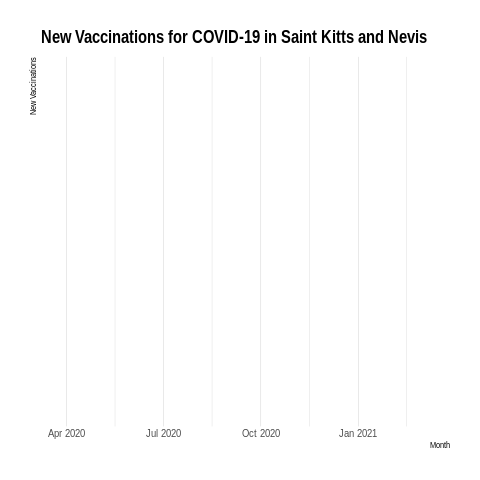 New Vaccinations for COVID-19 in Saint Kitts and Nevis
New Vaccinations
Apr 2020
Jul 2020
Oct 2020
Jan 2021
Month